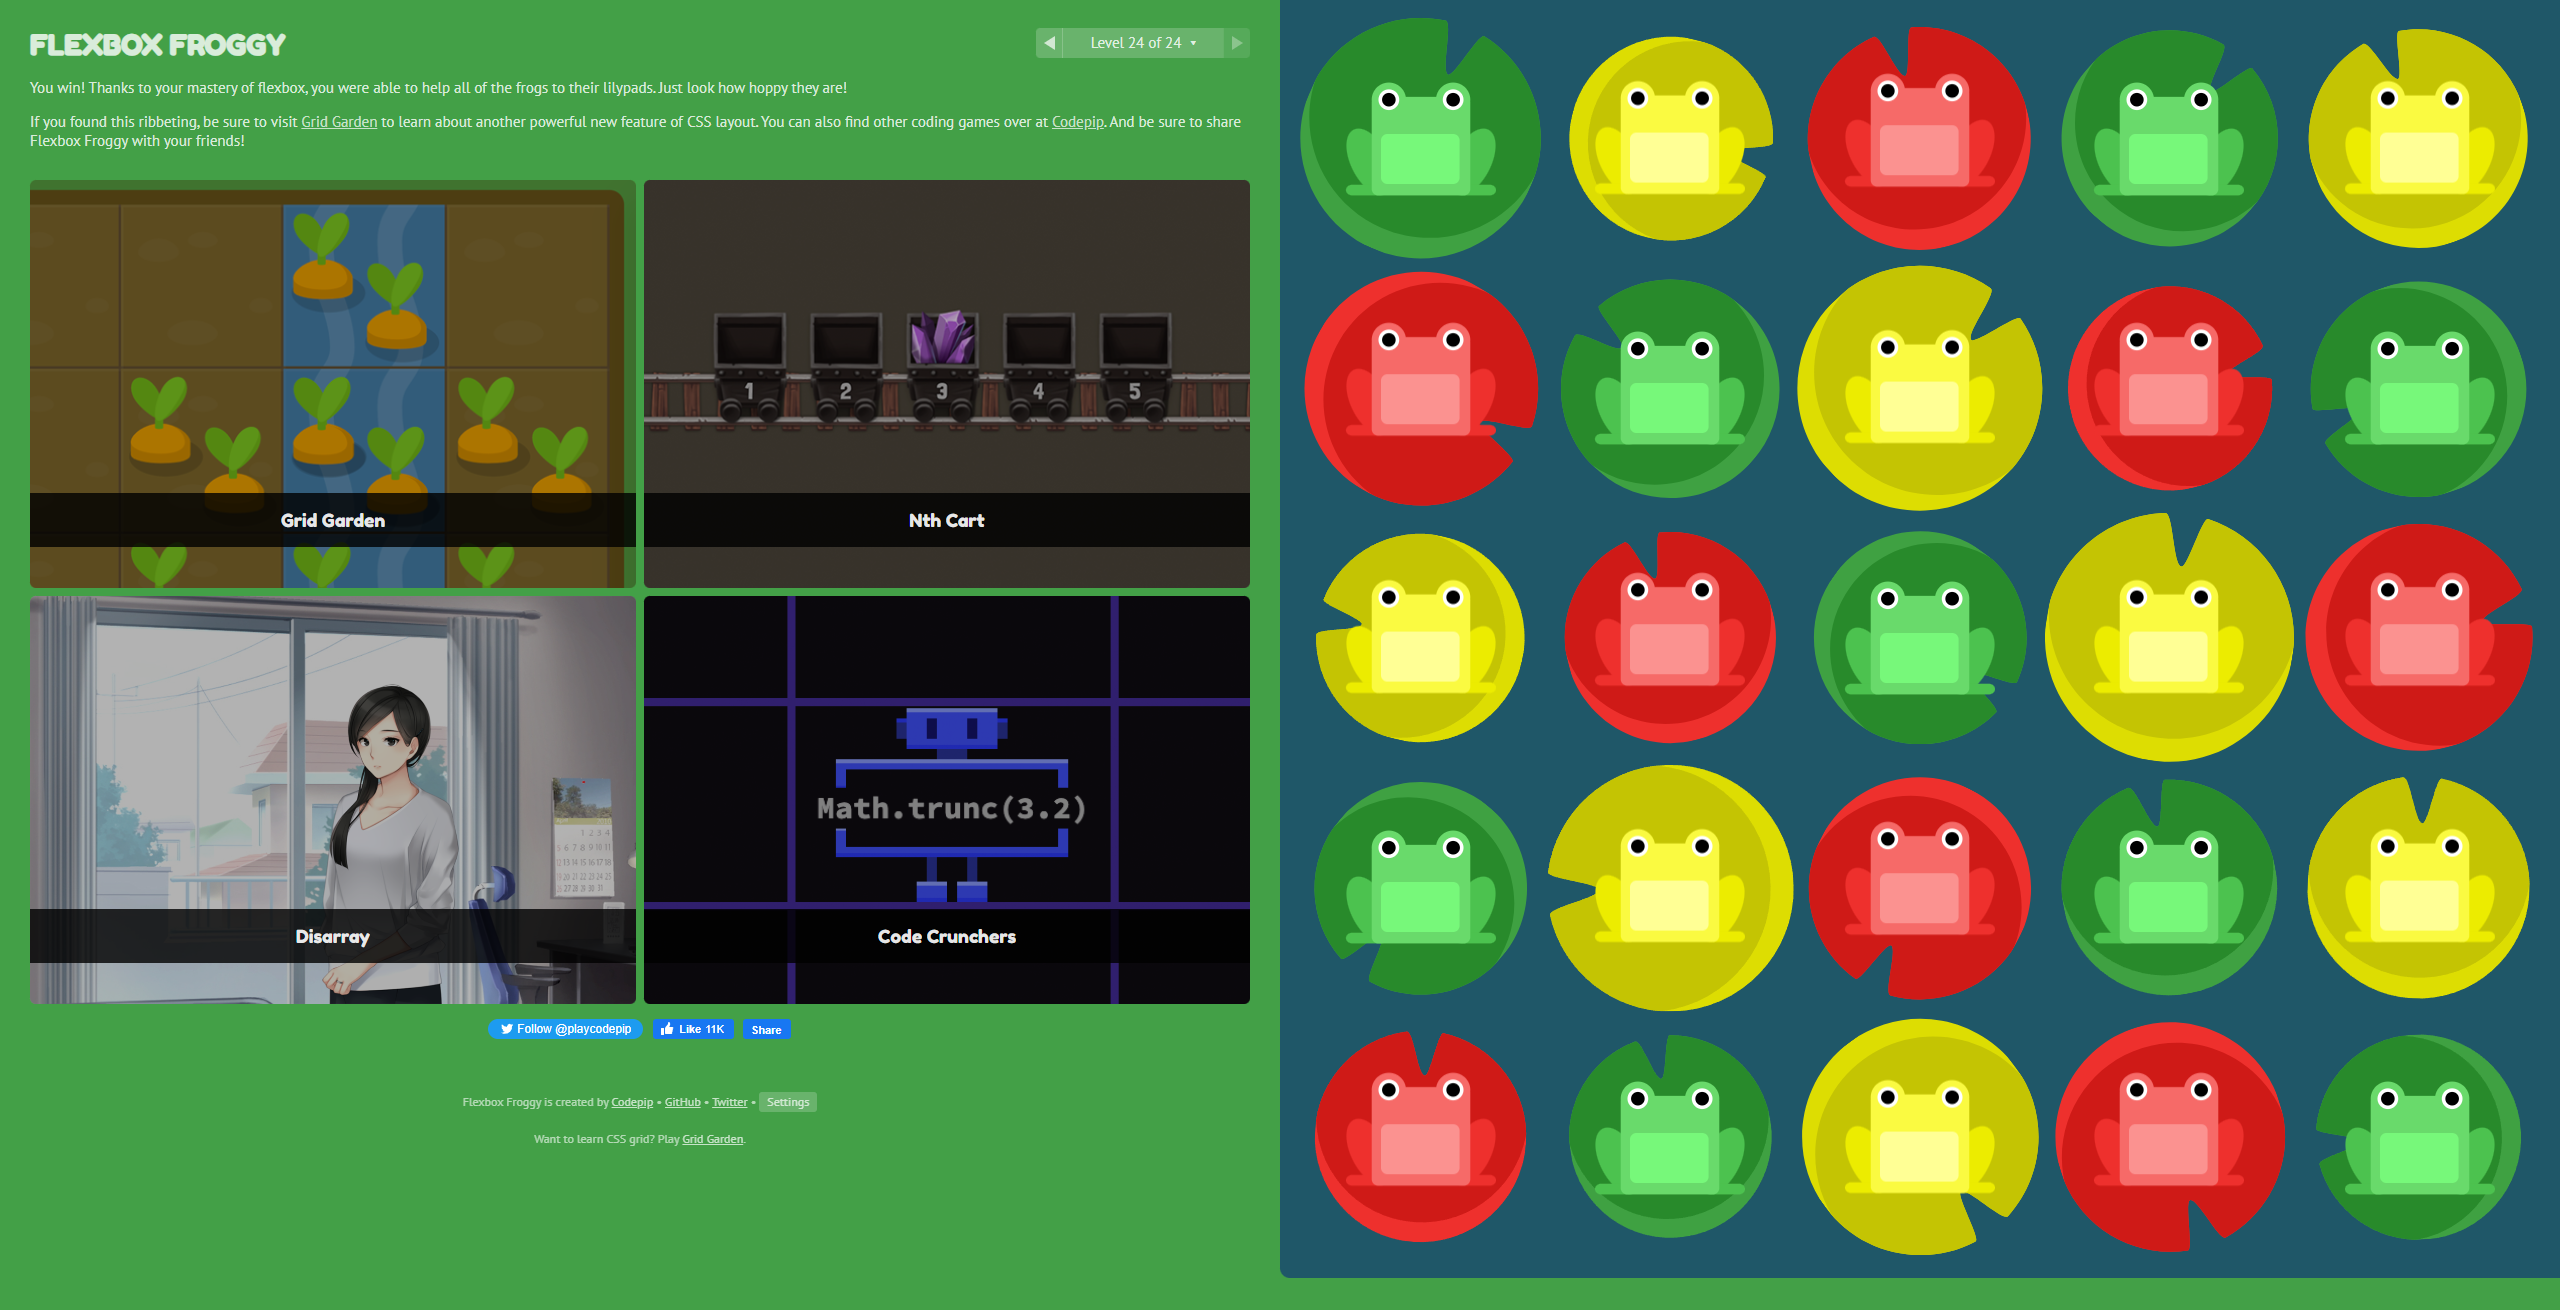 FLEXBOX FROGGY
Level 24 of 24
You win! Thanks to your mastery of flexbox, you were able to help all of the frogs to their lilypads. Just look how hoppy they are!
If you found this ribbeting, be sure to visit Grid Garden to learn about another powerful new feature of CSS layout. You can also find other coding games over at Codepip. And be sure to share
Flexbox Froggy with your friends!
1 2 3 4 5
Grid Garden
Nth Cart
Math.trunc(3.2)
Disarray
Code Crunchers
Follow @playcodepip
Like 11K
Share
Flexbox Froggy is created by Codepip • GitHub • Twitter • Settings
Want to learn CSS grid? Play Grid Garden.